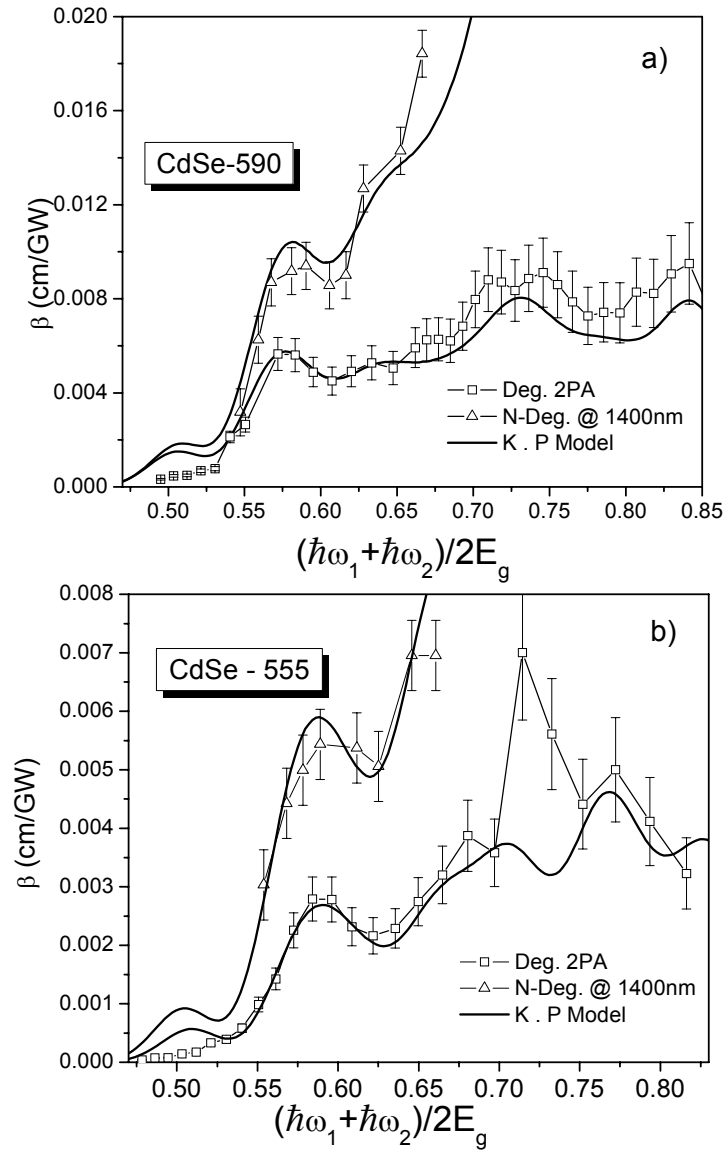 a)
CdSe-590
β (cm/GW)
0.020
0.016
0.012
0.008
0.004
0.000
Deg. 2PA
N-Deg. @ 1400nm
K . P Model
0.50 0.55 0.60 0.65 0.70 0.75 0.80 0.85
(ℏω₁+ℏω₂)/2E_g
b)
CdSe - 555
β (cm/GW)
0.008
0.007
0.006
0.005
0.004
0.003
0.002
0.001
0.000
Deg. 2PA
N-Deg. @ 1400nm
K . P Model
0.50 0.55 0.60 0.65 0.70 0.75 0.80
(ℏω₁+ℏω₂)/2E_g